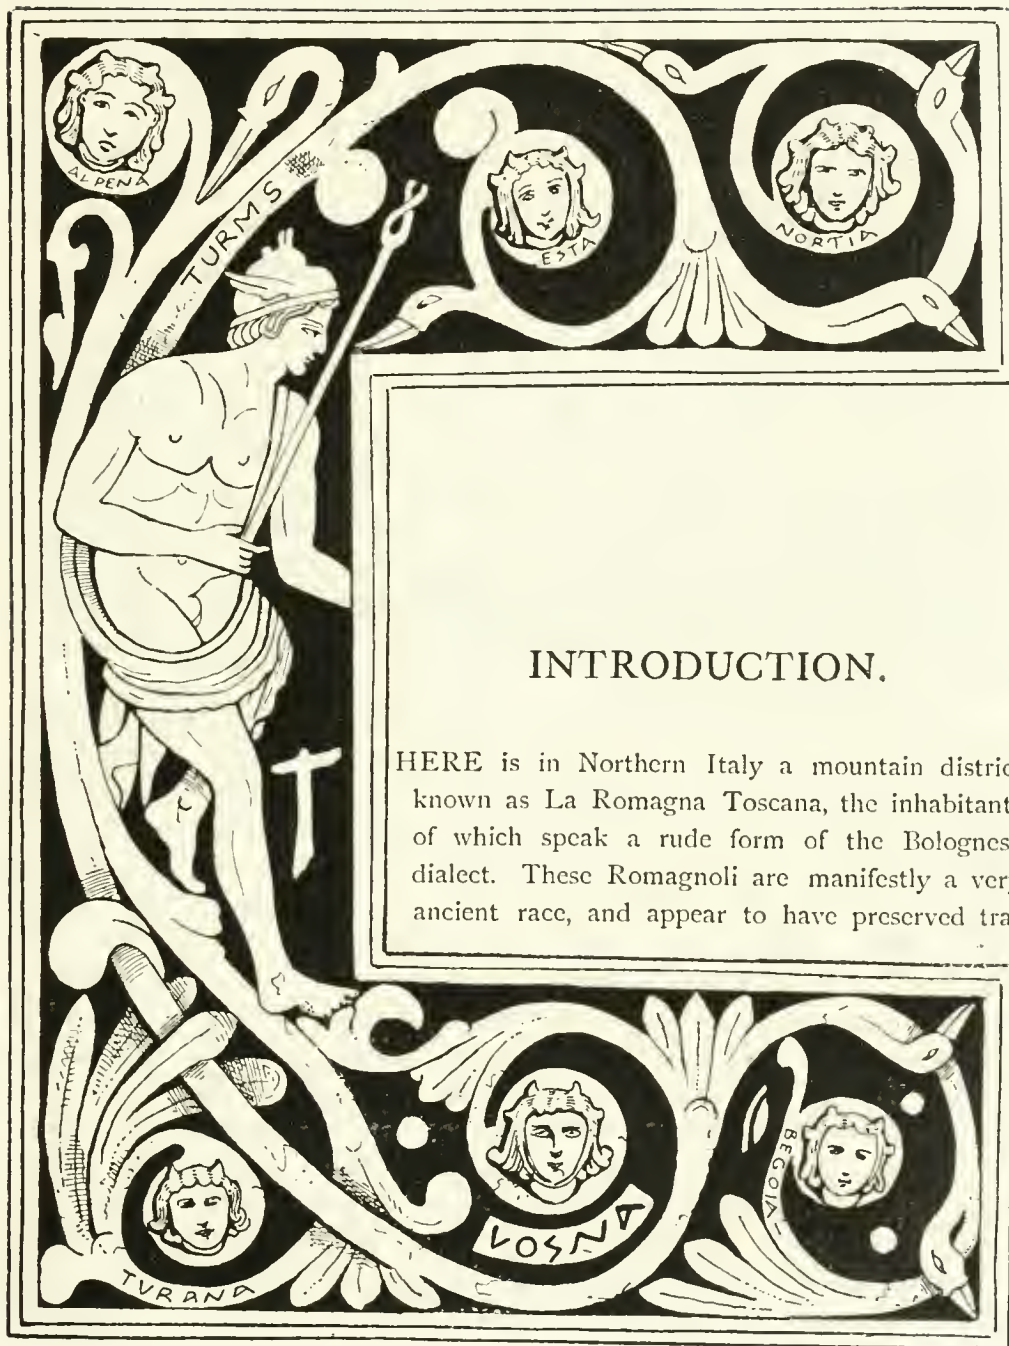 ALPENA
TURMS
ESTA
NORTIA
INTRODUCTION.
T
HERE is in Northern Italy a mountain distric
known as La Romagna Toscana, the inhabitant
of which speak a rude form of the Bolognes
dialect. These Romagnoli are manifestly a ver
ancient race, and appear to have preserved tra
TVRANA
LOSNA
BEGOIA